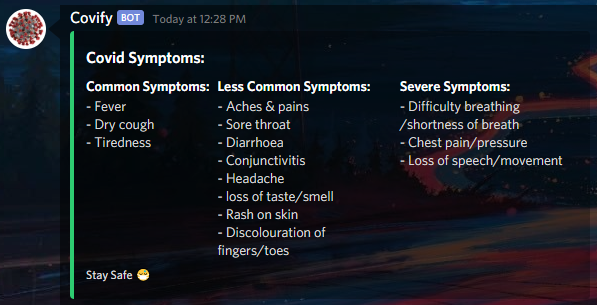 Covify BOT Today at 12:28 PM
Covid Symptoms:
Common Symptoms:
- Fever
- Dry cough
- Tiredness
Less Common Symptoms:
- Aches & pains
- Sore throat
- Diarrhoea
- Conjunctivitis
- Headache
- loss of taste/smell
- Rash on skin
- Discolouration of
fingers/toes
Severe Symptoms:
- Difficulty breathing
/shortness of breath
- Chest pain/pressure
- Loss of speech/movement
Stay Safe 😷